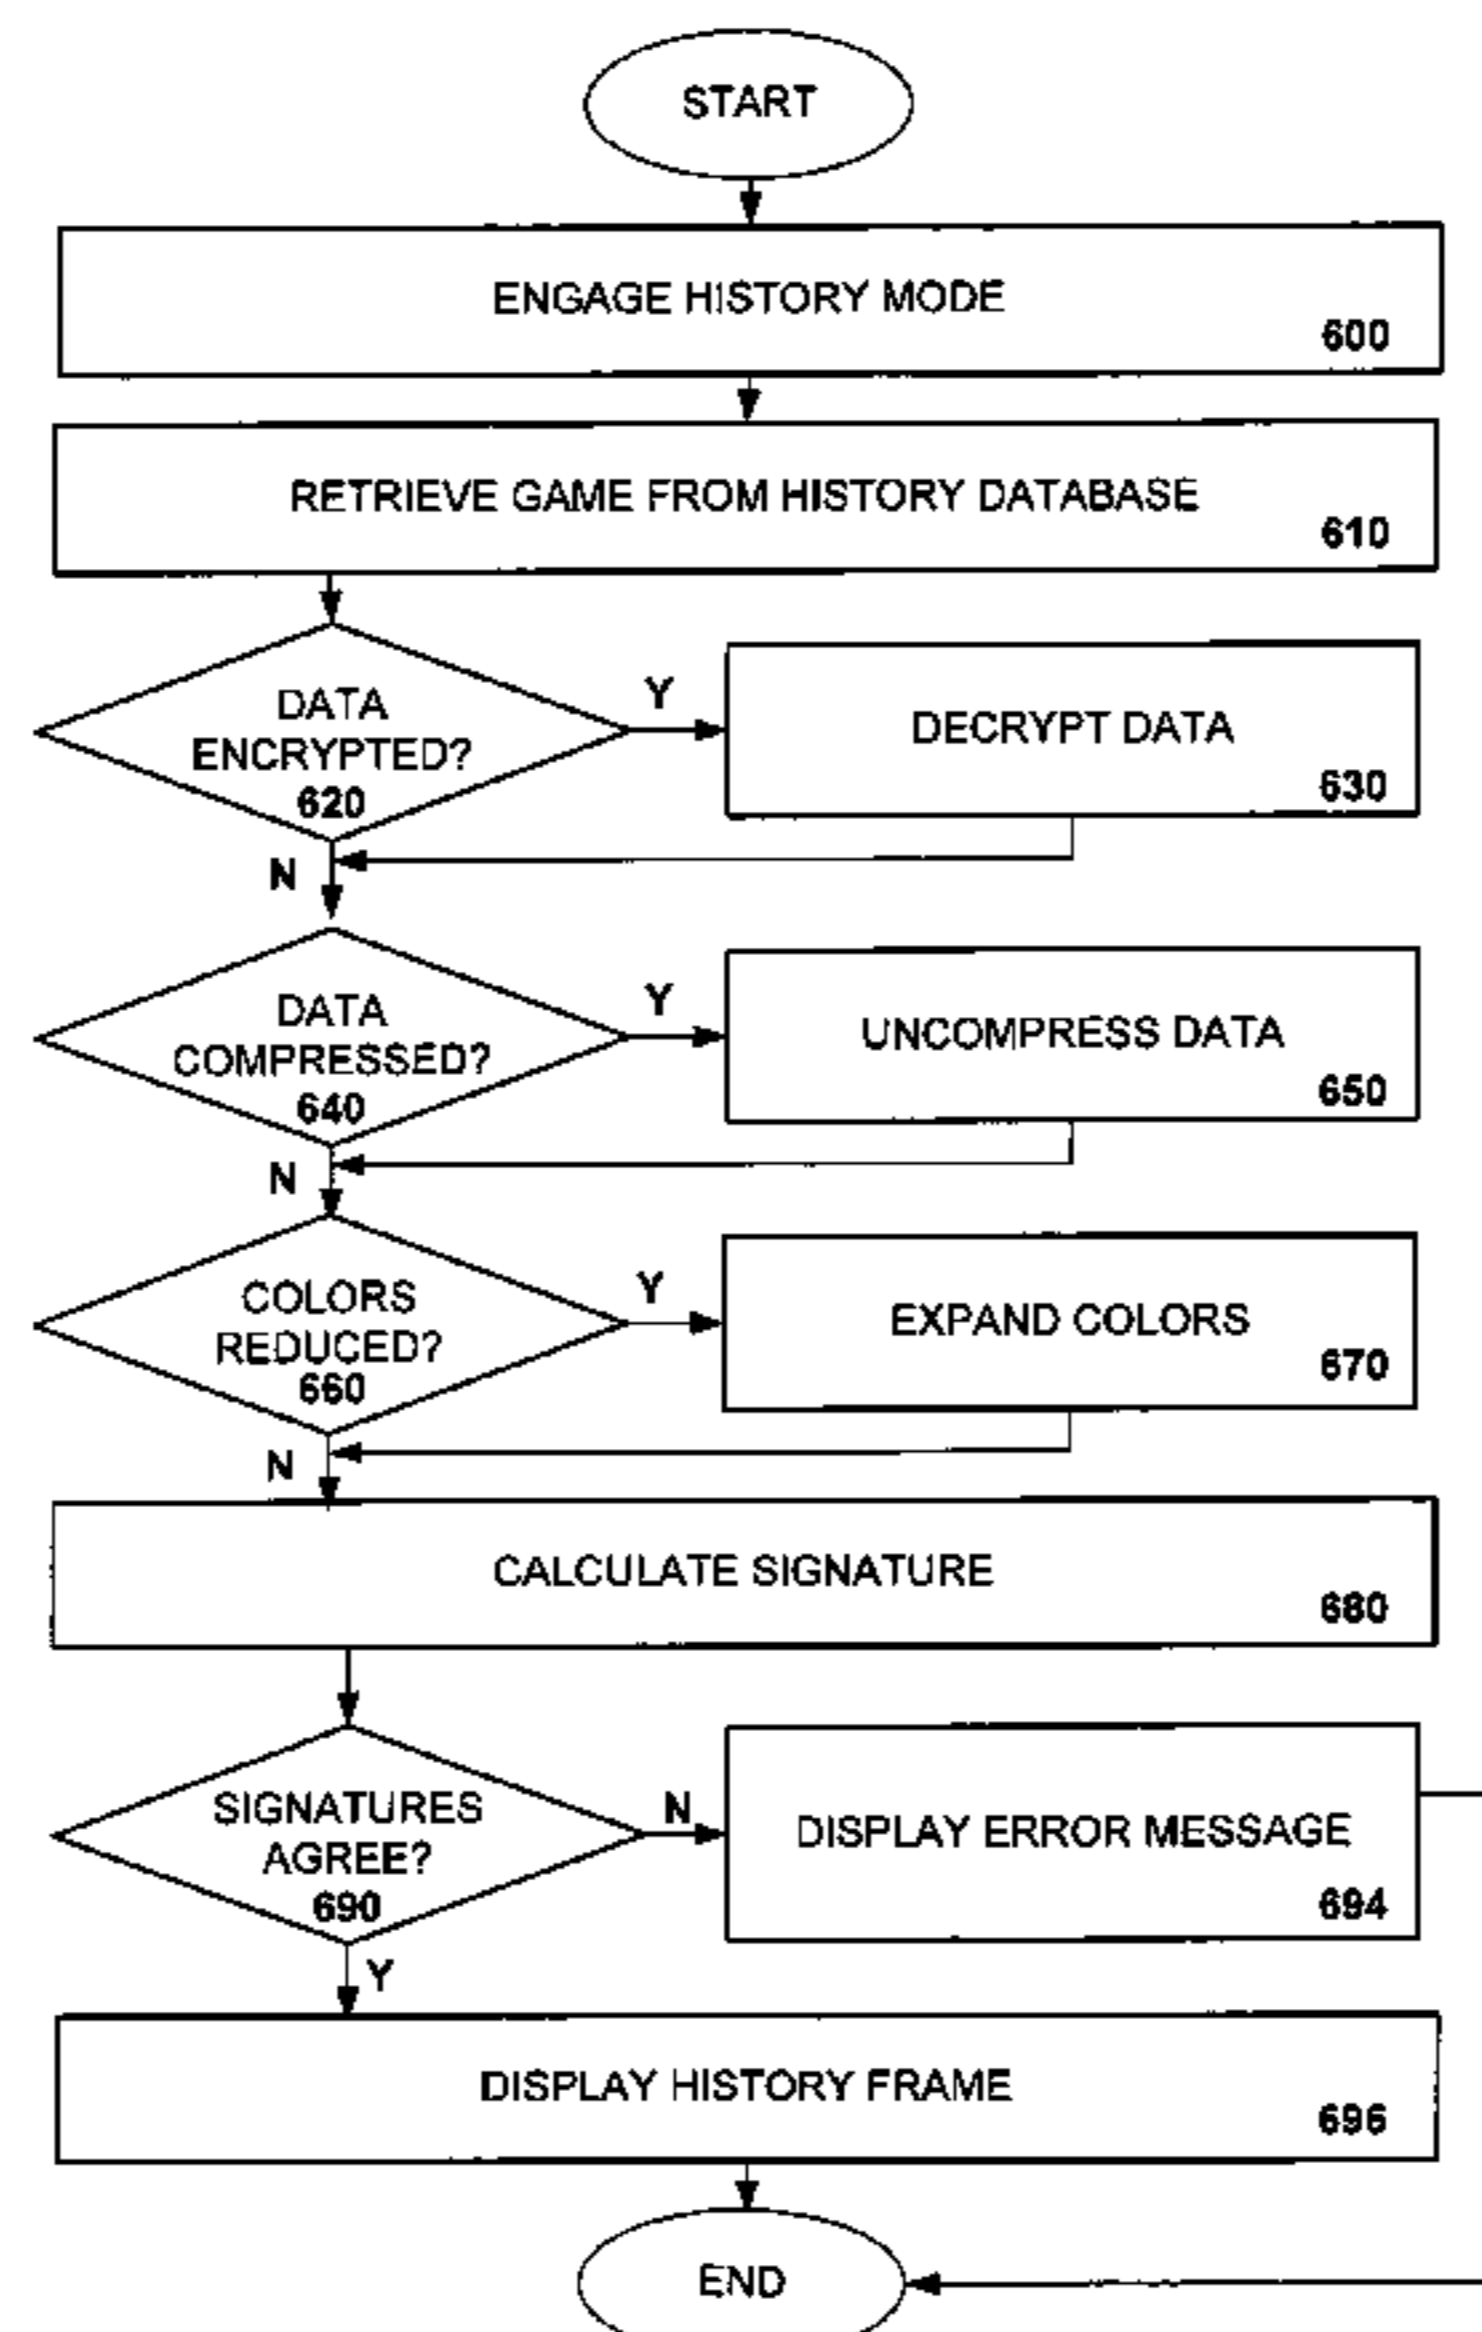 START
ENGAGE HISTORY MODE
600
RETRIEVE GAME FROM HISTORY DATABASE
610
DATA
ENCRYPTED?
620
Y
DECRYPT DATA
630
N
DATA
COMPRESSED?
640
Y
UNCOMPRESS DATA
650
N
COLORS
REDUCED?
660
Y
EXPAND COLORS
670
N
CALCULATE SIGNATURE
680
SIGNATURES
AGREE?
690
N
DISPLAY ERROR MESSAGE
694
Y
DISPLAY HISTORY FRAME
696
END